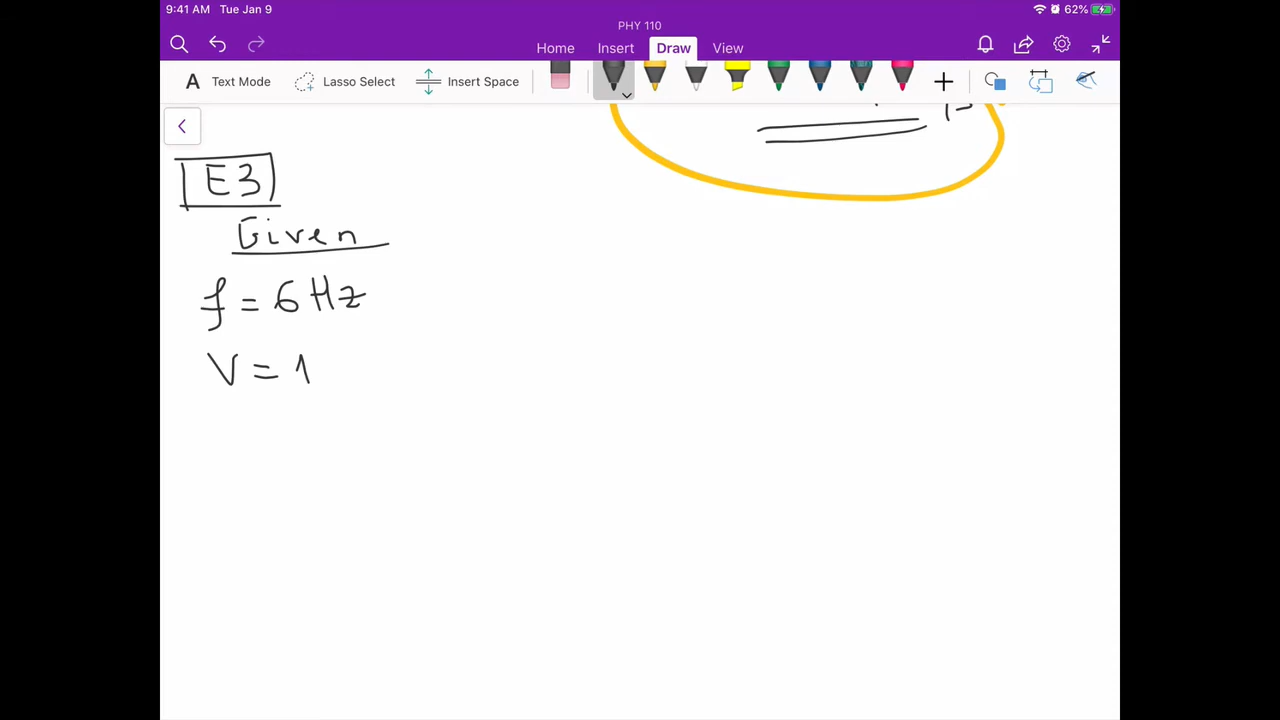 9:41 AM Tue Jan 9
62%
PHY 110
Home Insert Draw View
A Text Mode Lasso Select Insert Space
E3
Given
f = 6 Hz
V = 1